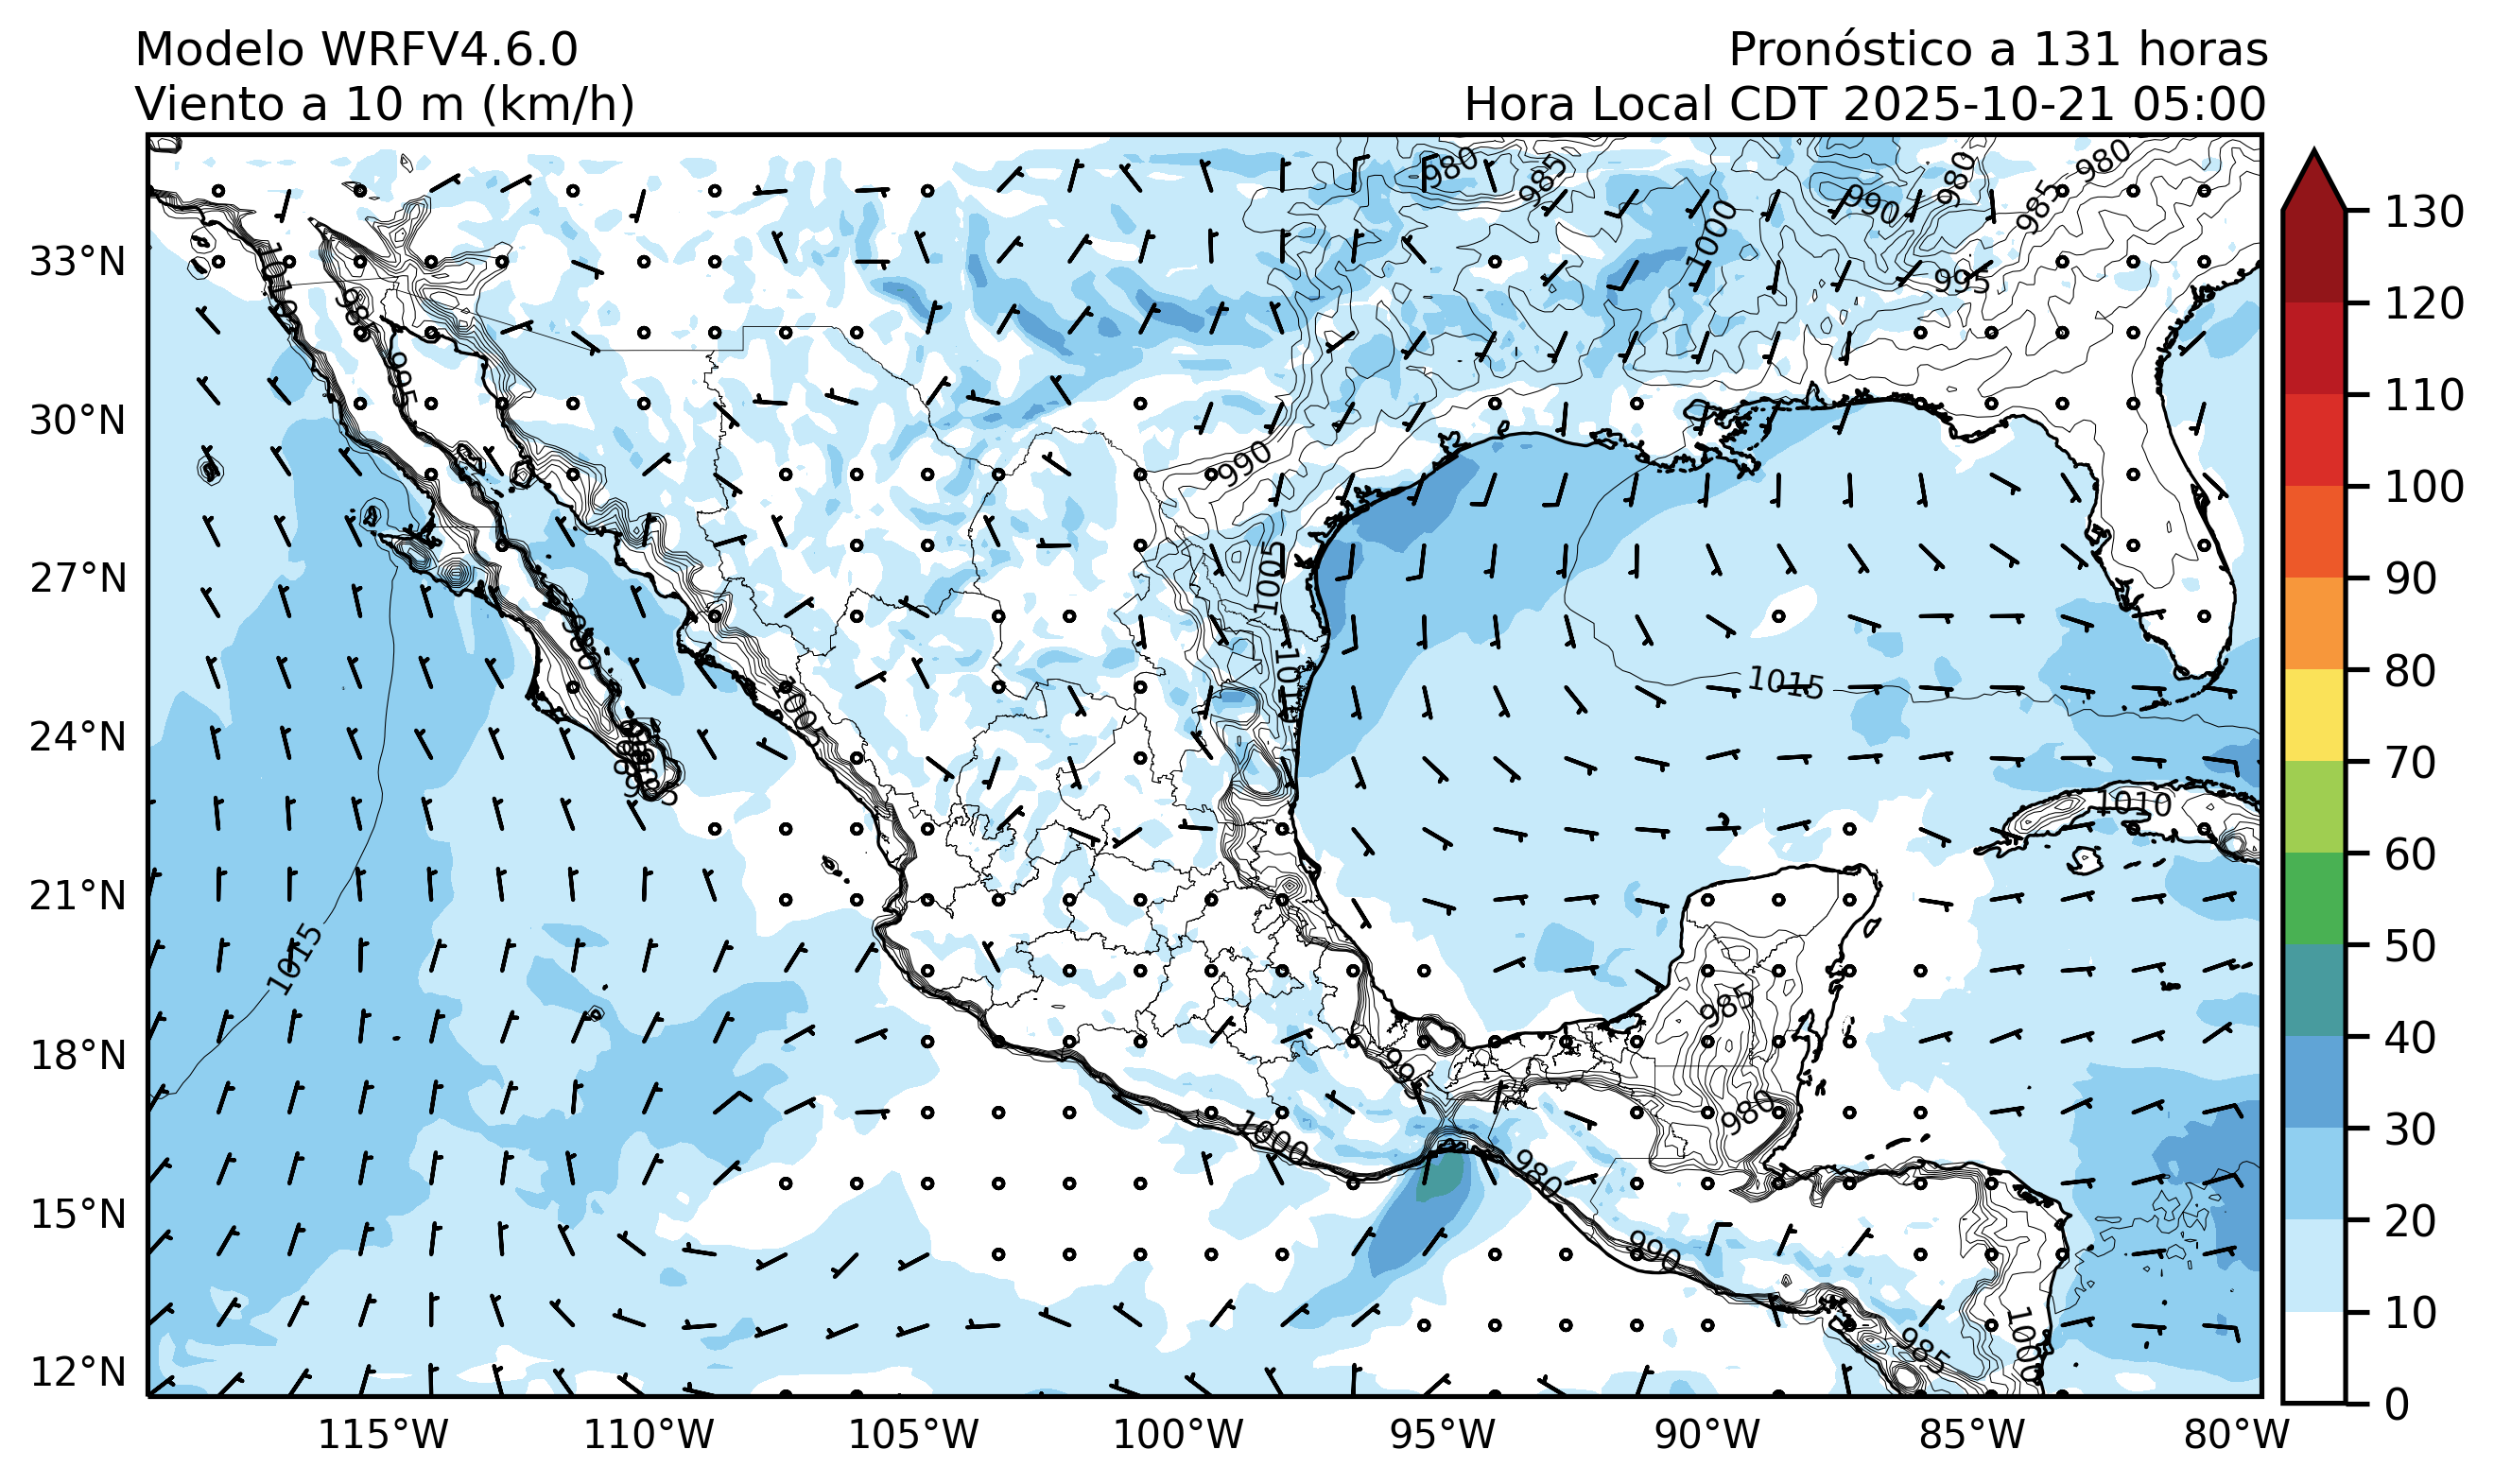 Modelo WRFV4.6.0
Pronóstico a 131 horas
Viento a 10 m (km/h)
Hora Local CDT 2025-10-21 05:00
980
985
980
980
985
990
1000
995
1010
33°N
30°N
27°N
24°N
21°N
18°N
15°N
12°N
995
990
1005
1015
1005
1010
1015
985
980
995
1000
980
990
985
1000
115°W
110°W
105°W
100°W
95°W
90°W
85°W
80°W
130
120
110
100
90
80
70
60
50
40
30
20
10
0